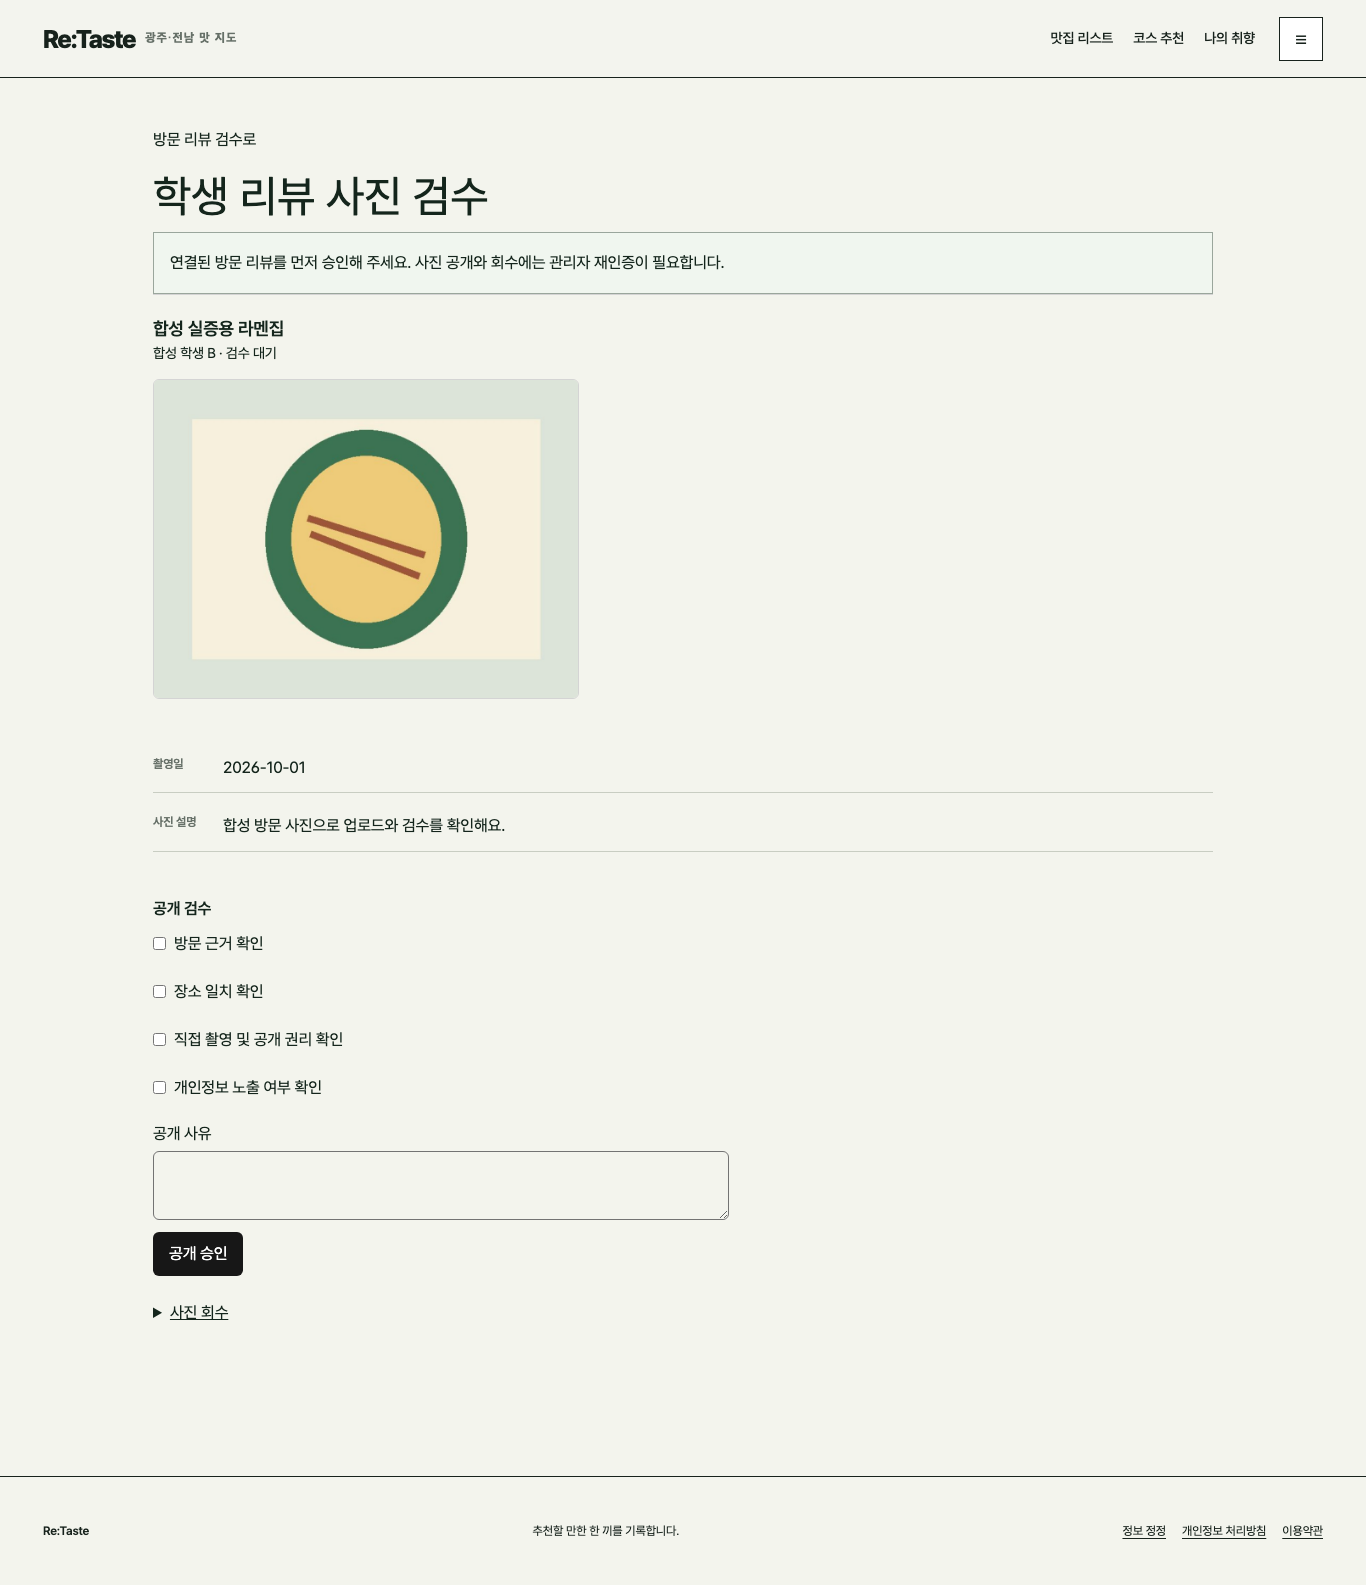 Re:Taste 광주·전남 맛 지도
맛집 리스트 코스 추천 나의 취향
방문 리뷰 검수로
학생 리뷰 사진 검수
연결된 방문 리뷰를 먼저 승인해 주세요. 사진 공개와 회수에는 관리자 재인증이 필요합니다.
합성 실증용 라멘집
합성 학생 B · 검수 대기
촬영일 2026-10-01
사진 설명 합성 방문 사진으로 업로드와 검수를 확인해요.
공개 검수
방문 근거 확인
장소 일치 확인
직접 촬영 및 공개 권리 확인
개인정보 노출 여부 확인
공개 사유
공개 승인
사진 회수
Re:Taste 추천할 만한 한 끼를 기록합니다. 정보 정정 개인정보 처리방침 이용약관